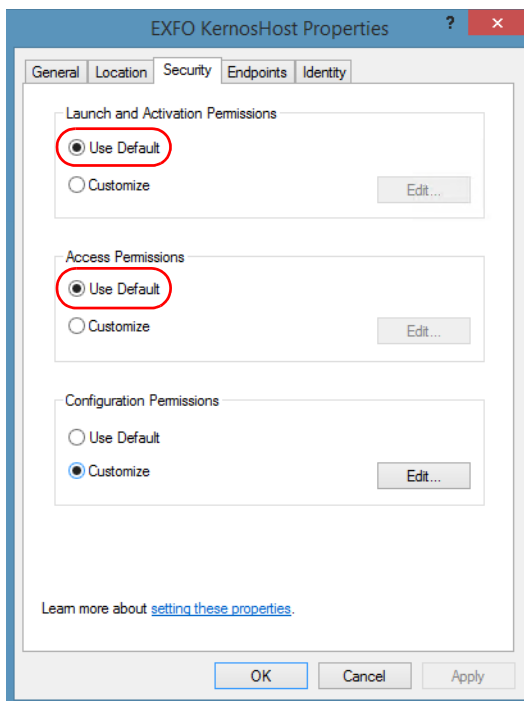 EXFO KernosHost Properties
?
General Location Security Endpoints Identity
Launch and Activation Permissions
Use Default
Customize
Edit...
Access Permissions
Use Default
Customize
Edit...
Configuration Permissions
Use Default
Customize
Edit...
Learn more about setting these properties.
OK Cancel Apply